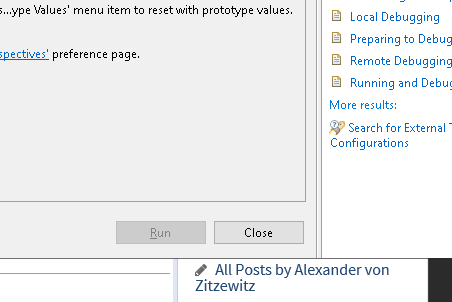 s...ype Values' menu item to reset with prototype values.
spectives' preference page.
Run
Close
Local Debugging
Preparing to Debug
Remote Debugging
Running and Debug
More results:
Search for External
Configurations
All Posts by Alexander von
Zitzewitz